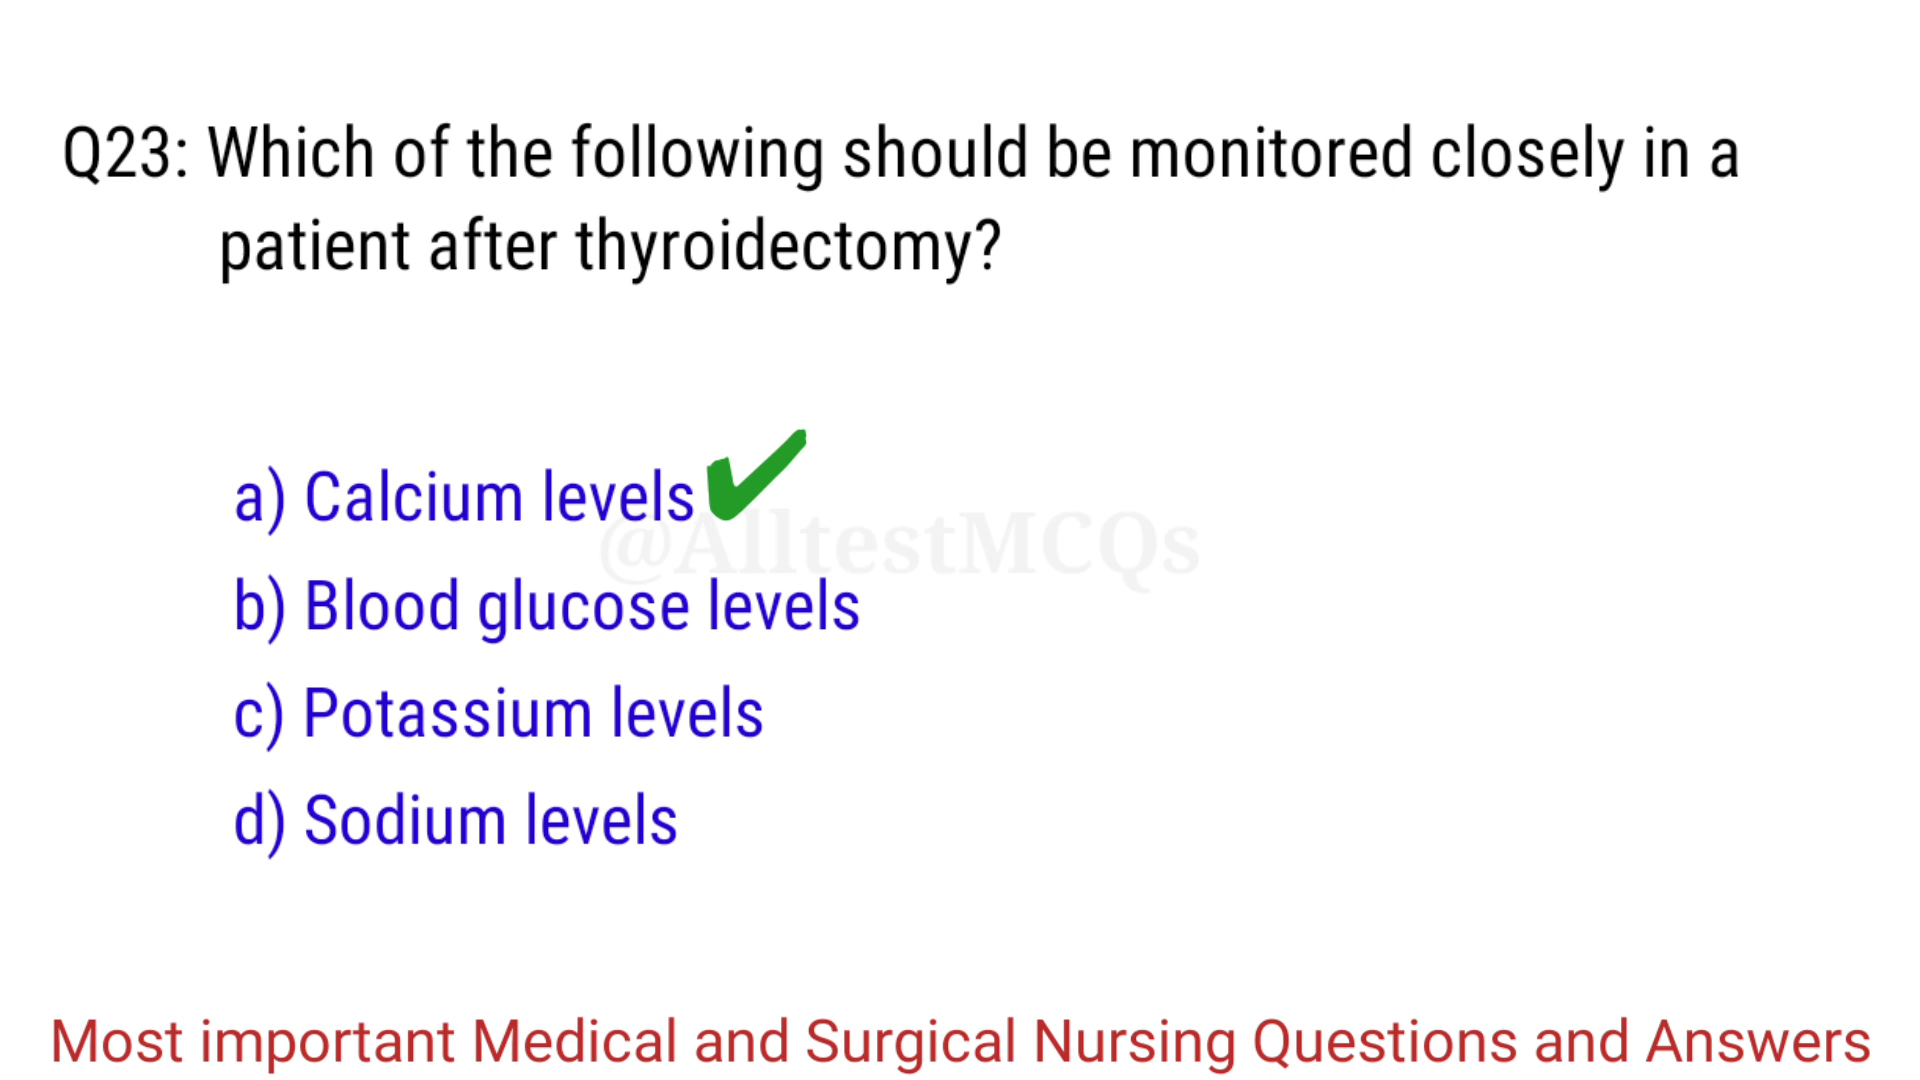 Q23: Which of the following should be monitored closely in a
patient after thyroidectomy?
a) Calcium levels
@AlltestMCQs
b) Blood glucose levels
c) Potassium levels
d) Sodium levels
Most important Medical and Surgical Nursing Questions and Answers